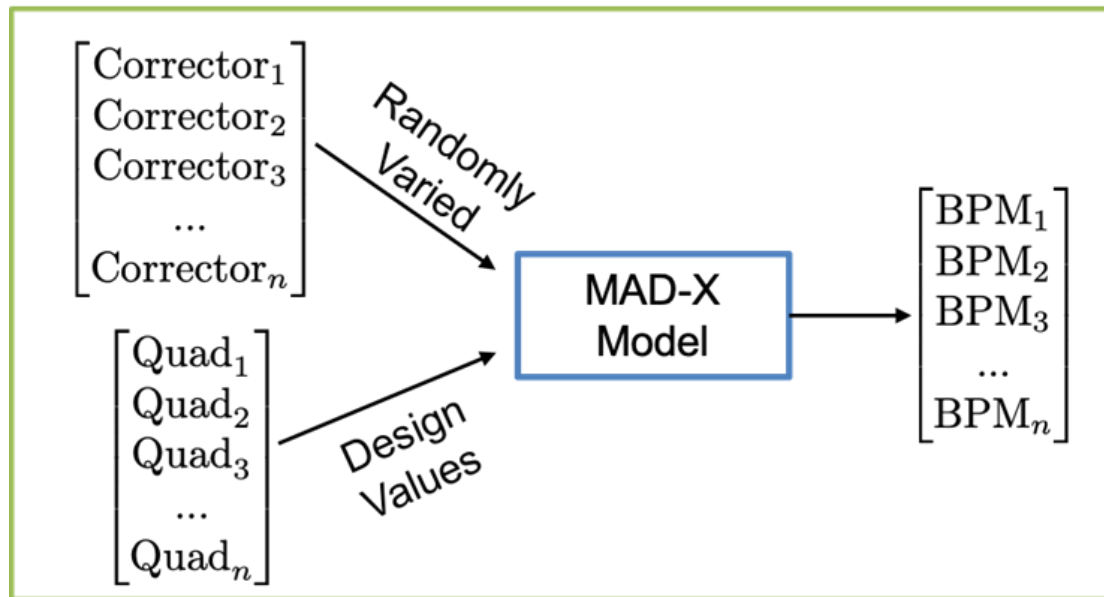 Corrector₁
Corrector₂
Corrector₃
...
Correctorₙ
Randomly
Varied
Quad₁
Quad₂
Quad₃
...
Quadₙ
Design
Values
MAD-X
Model
BPM₁
BPM₂
BPM₃
...
BPMₙ